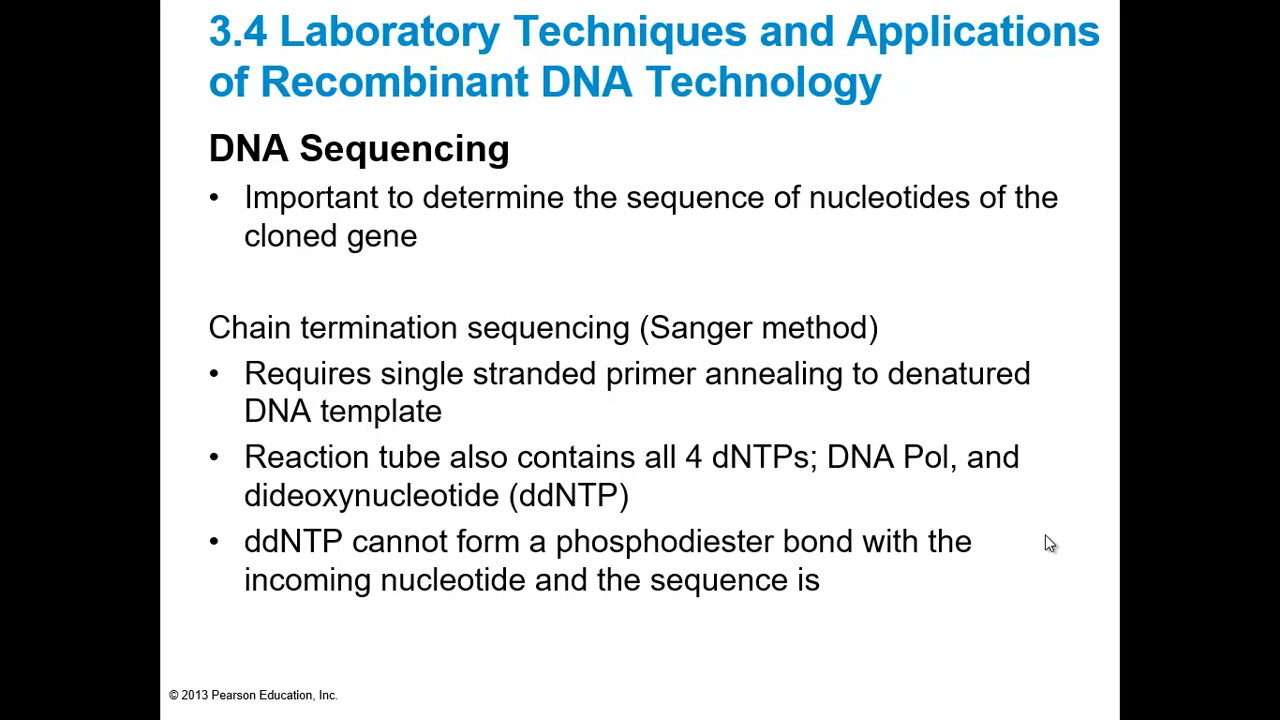 3.4 Laboratory Techniques and Applications
of Recombinant DNA Technology
DNA Sequencing
• Important to determine the sequence of nucleotides of the
cloned gene
Chain termination sequencing (Sanger method)
• Requires single stranded primer annealing to denatured
DNA template
• Reaction tube also contains all 4 dNTPs; DNA Pol, and
dideoxynucleotide (ddNTP)
• ddNTP cannot form a phosphodiester bond with the
incoming nucleotide and the sequence is
© 2013 Pearson Education, Inc.